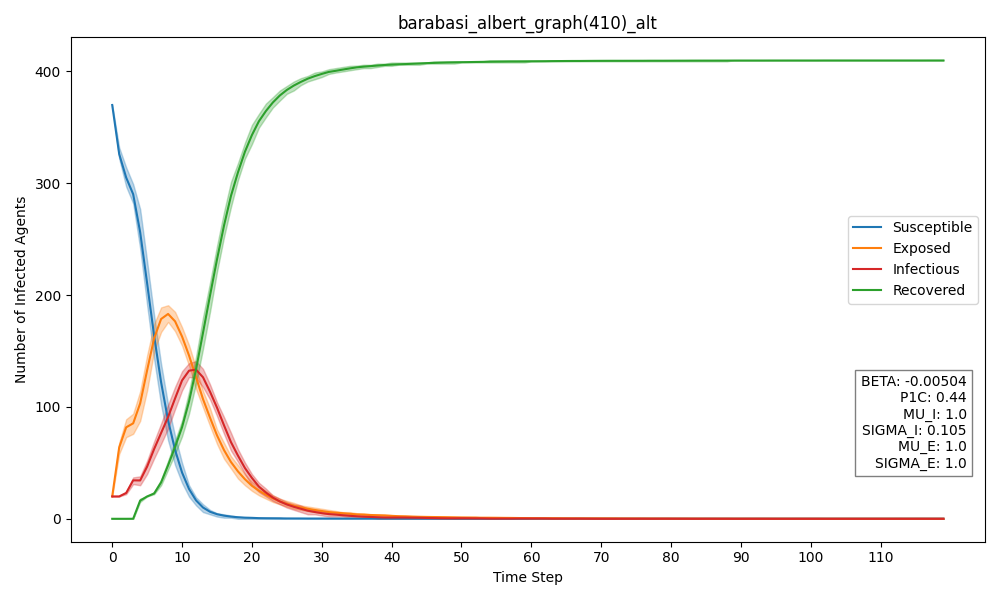 barabasi_albert_graph(410)_alt
Number of Infected Agents
400
300
200
100
0
Susceptible
Exposed
Infectious
Recovered
BETA: -0.00504
P1C: 0.44
MU_I: 1.0
SIGMA_I: 0.105
MU_E: 1.0
SIGMA_E: 1.0
0 10 20 30 40 50 60 70 80 90 100 110
Time Step